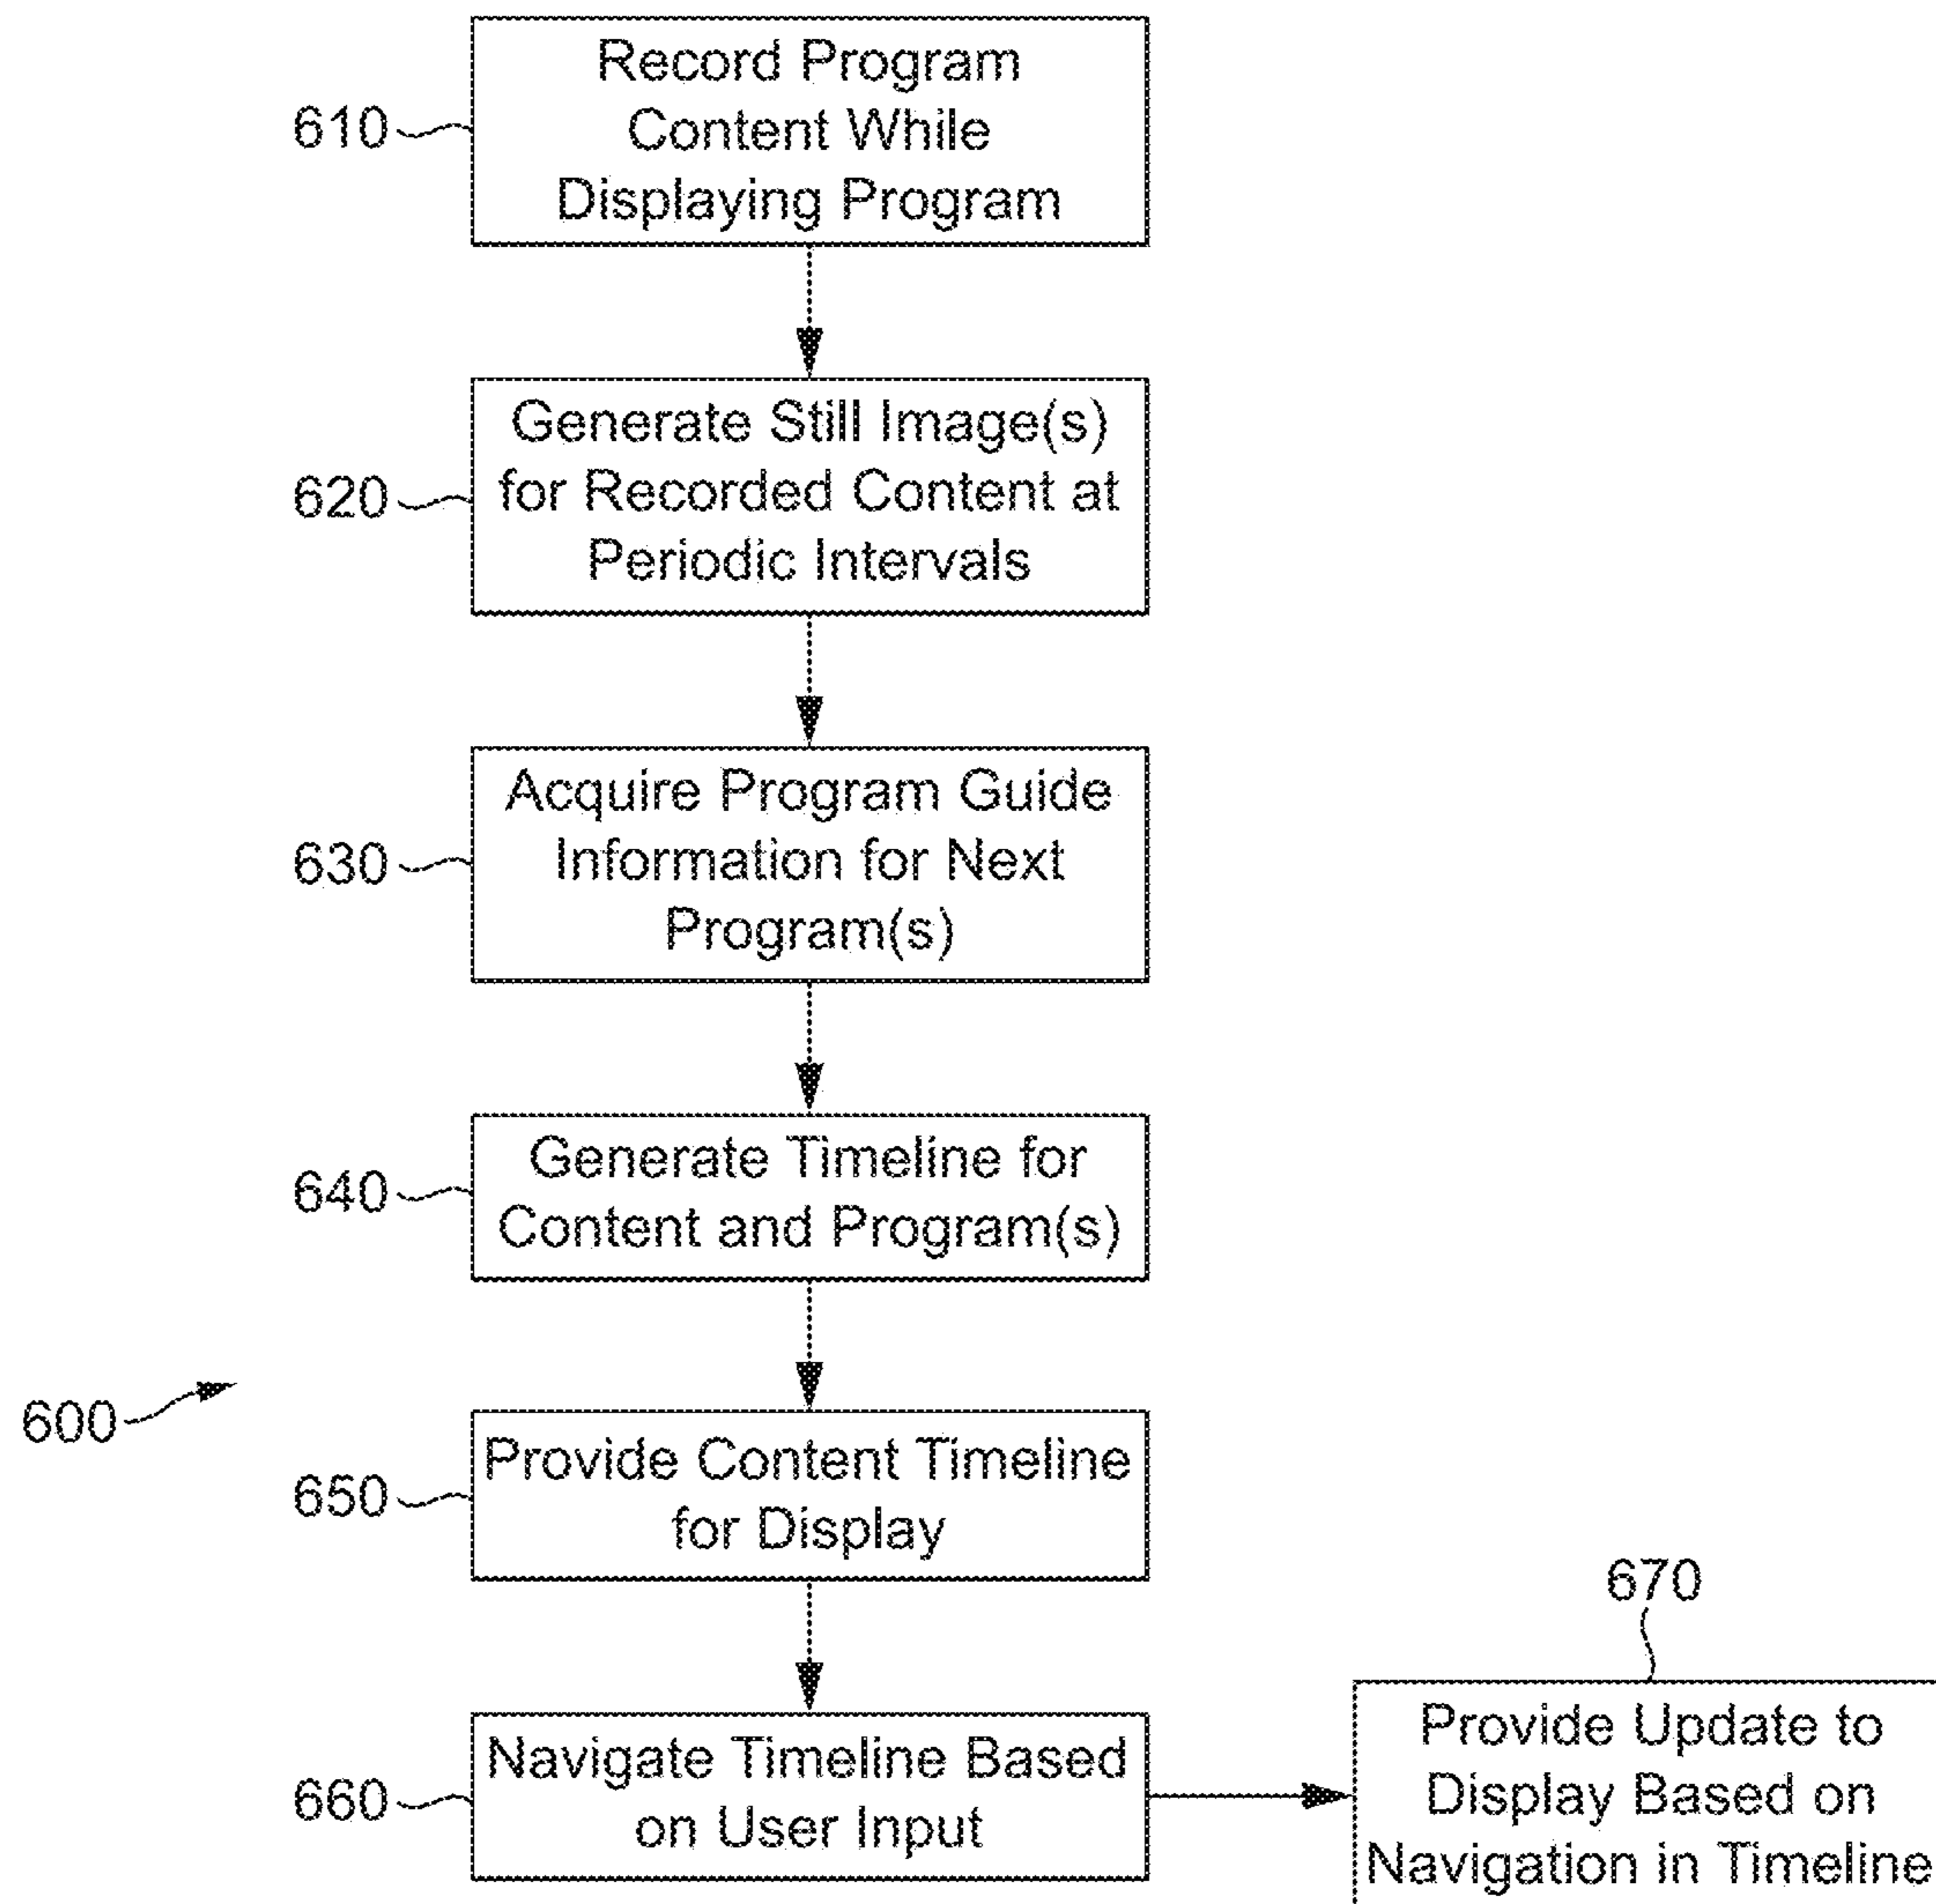 Record Program
610
Content While
Displaying Program
Generate Still Image(s)
620
for Recorded Content at
Periodic Intervals
Acquire Program Guide
630
Information for Next
Program(s)
Generate Timeline for
640
Content and Program(s)
600
Provide Content Timeline
650
for Display
670
Navigate Timeline Based
660
on User Input
Provide Update to
Display Based on
Navigation in Timeline